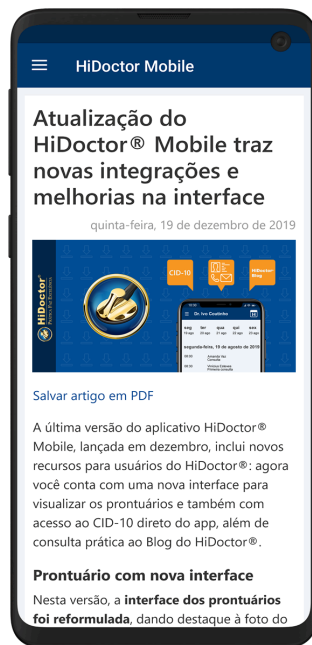 HiDoctor Mobile
Atualização do
HiDoctor® Mobile traz
novas integrações e
melhorias na interface
quinta-feira, 19 de dezembro de 2019
HiDoctor®
CID-10
HiDoctor®
Blog
Dr. Ivo Coutinho
seg ter qua qui sex
segunda-feira, 19 de agosto de 2019
Salvar artigo em PDF
A última versão do aplicativo HiDoctor®
Mobile, lançada em dezembro, inclui novos
recursos para usuários do HiDoctor®: agora
você conta com uma nova interface para
visualizar os prontuários e também com
acesso ao CID-10 direto do app, além de
consulta prática ao Blog do HiDoctor®.
Prontuário com nova interface
Nesta versão, a interface dos prontuários
foi reformulada, dando destaque à foto do